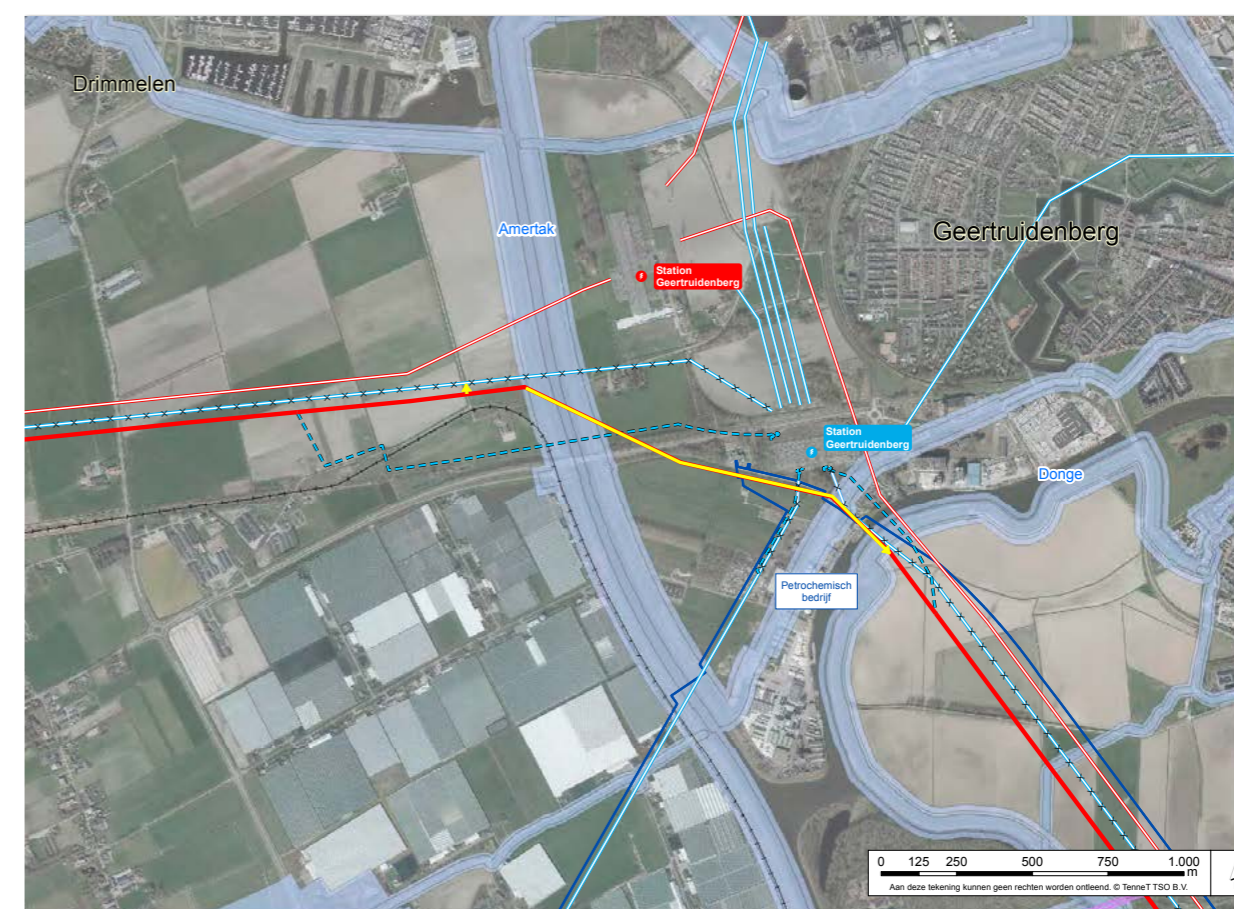 Drimmelen
Amertak
Geertruidenberg
Station
Geertruidenberg
Station
Geertruidenberg
Donge
Petrochemisch
bedrijf
0 125 250 500 750 1.000
m
Aan deze tekening kunnen geen rechten worden ontleend. © TenneT TSO B.V.